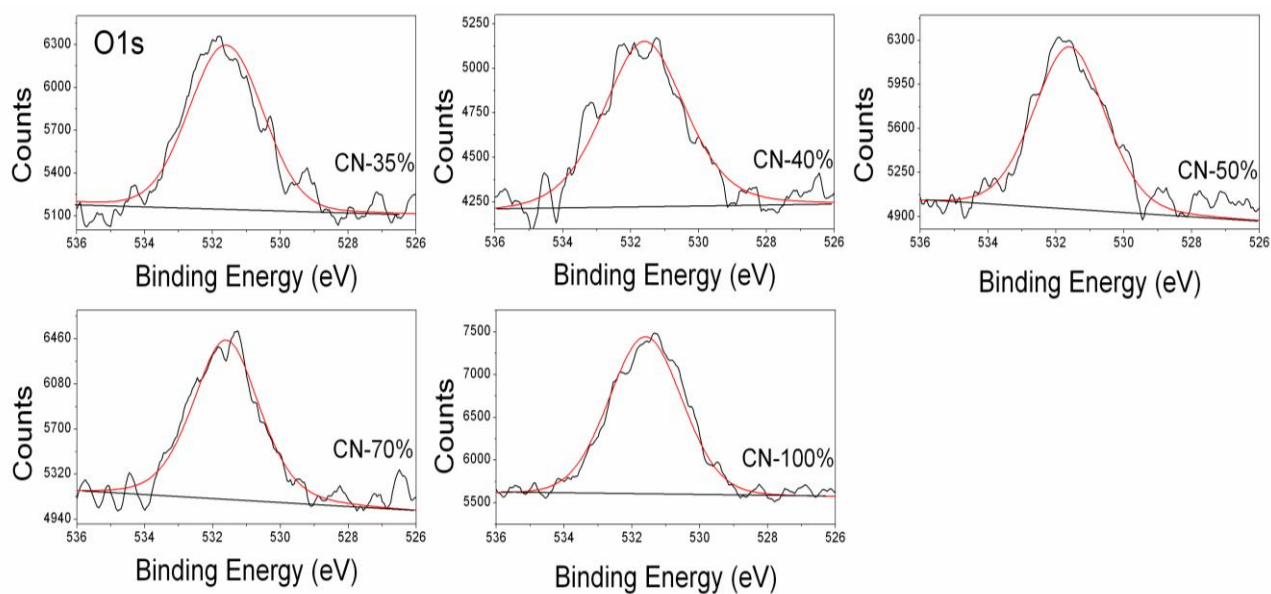 O1s
Counts
6300
6000
5700
5400
5100
CN-35%
536 534 532 530 528 526
Binding Energy (eV)
Counts
5250
5000
4750
4500
4250
CN-40%
536 534 532 530 528 526
Binding Energy (eV)
Counts
6300
5950
5600
5250
4900
CN-50%
536 534 532 530 528 526
Binding Energy (eV)
Counts
6460
6080
5700
5320
4940
CN-70%
536 534 532 530 528 526
Binding Energy (eV)
Counts
7500
7000
6500
6000
5500
CN-100%
536 534 532 530 528 526
Binding Energy (eV)